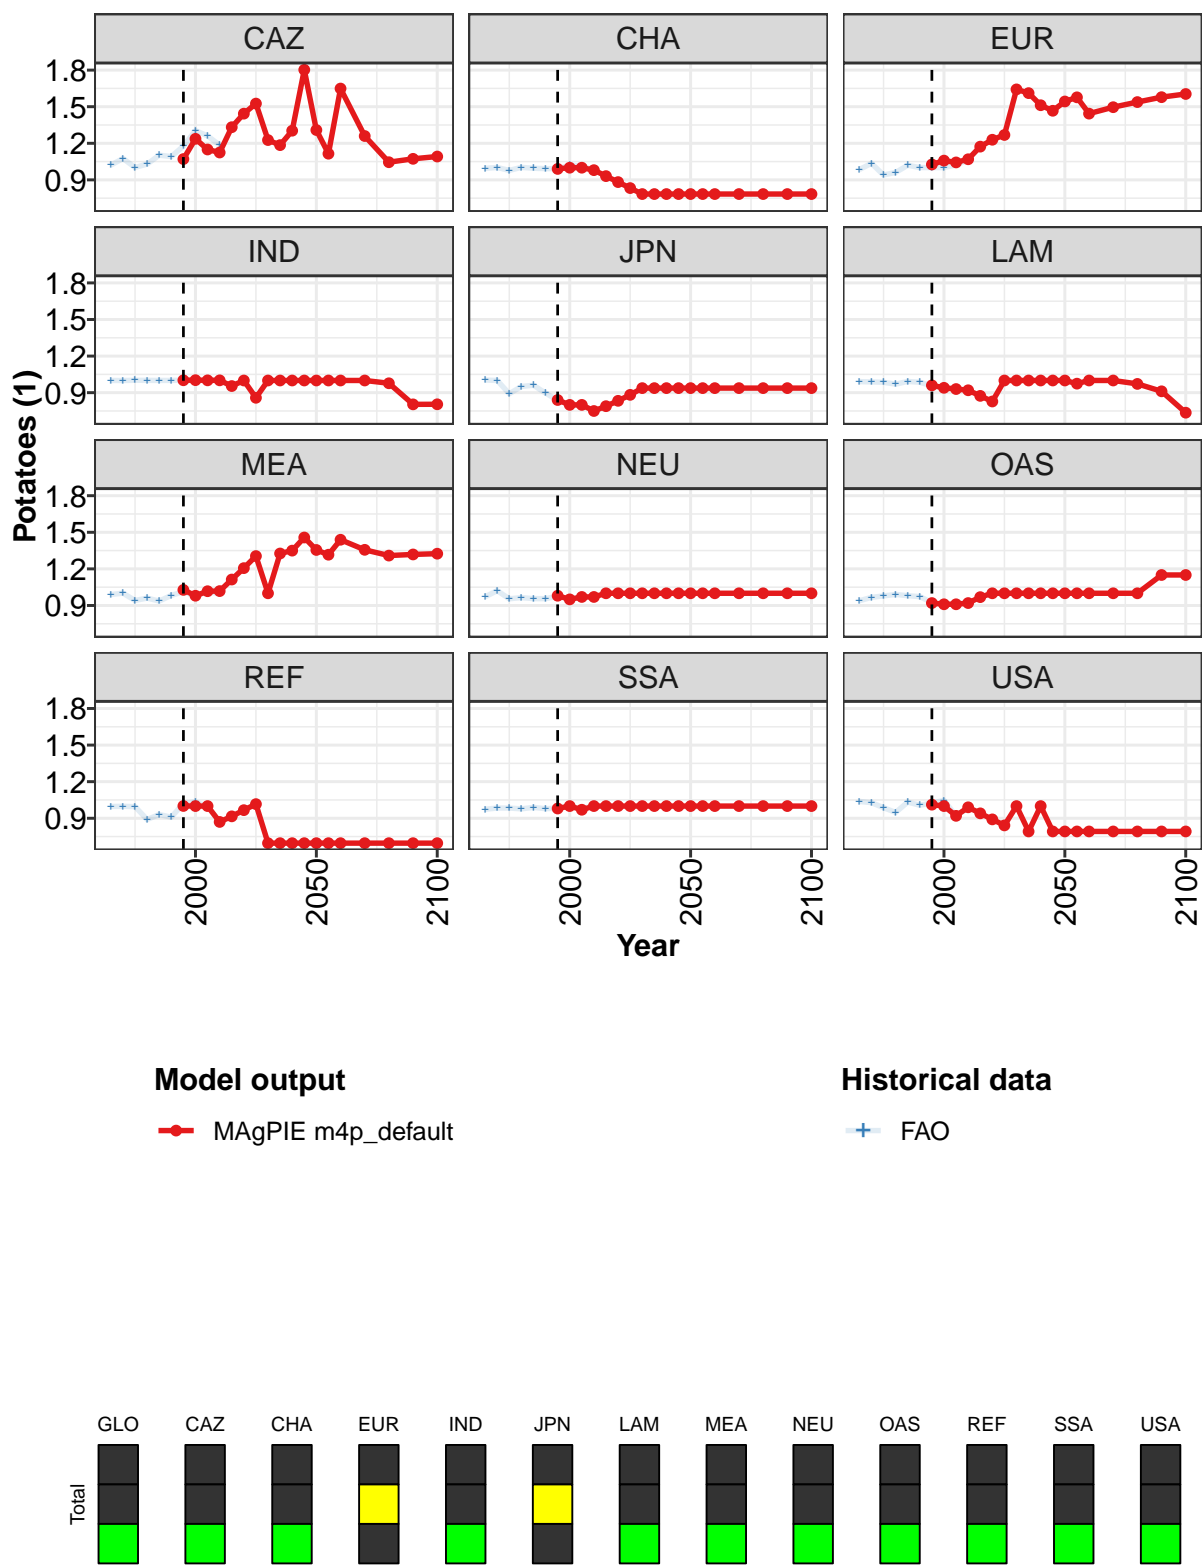 CAZ CHA EUR
1.8
1.5
1.2
0.9
IND JPN LAM
1.8
1.5
1.2
0.9
MEA NEU OAS
1.8
1.5
1.2
0.9
REF SSA USA
1.8
1.5
1.2
0.9
Potatoes (1)
2000 2050 2100 2000 2050 2100 2000 2050 2100
Year
Model output Historical data
MAgPIE m4p_default FAO
GLO CAZ CHA EUR IND JPN LAM MEA NEU OAS REF SSA USA
Total